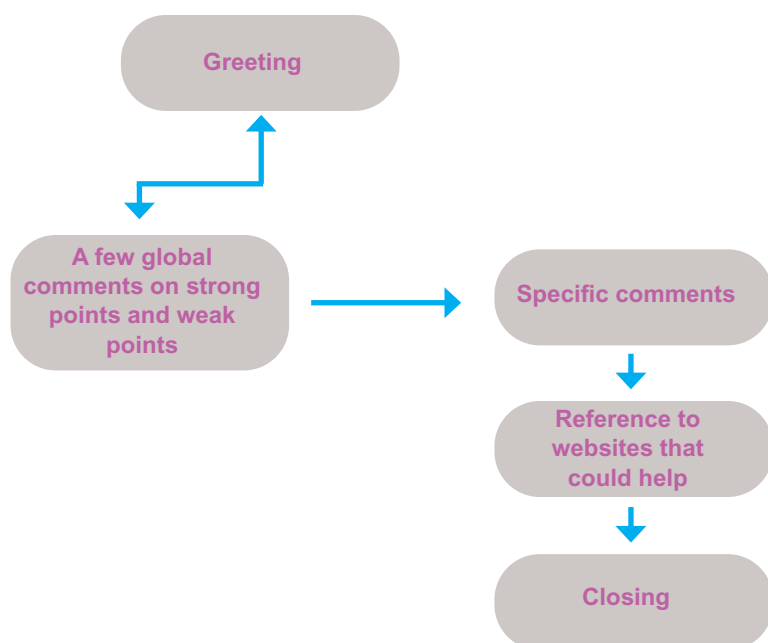 Greeting
A few global
comments on strong
points and weak
points
Specific comments
Reference to
websites that
could help
Closing